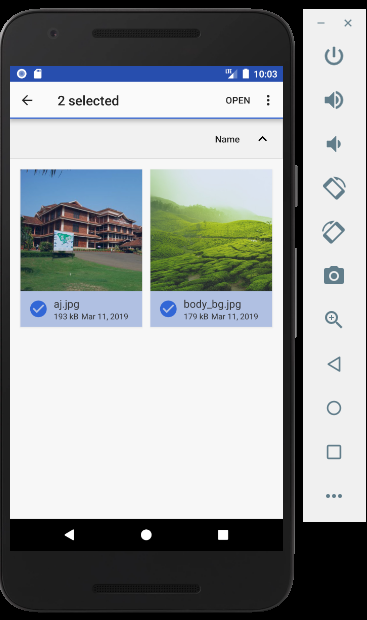 LTE 10:03
2 selected OPEN
Name
aj.jpg
193 kB Mar 11, 2019
body_bg.jpg
179 kB Mar 11, 2019